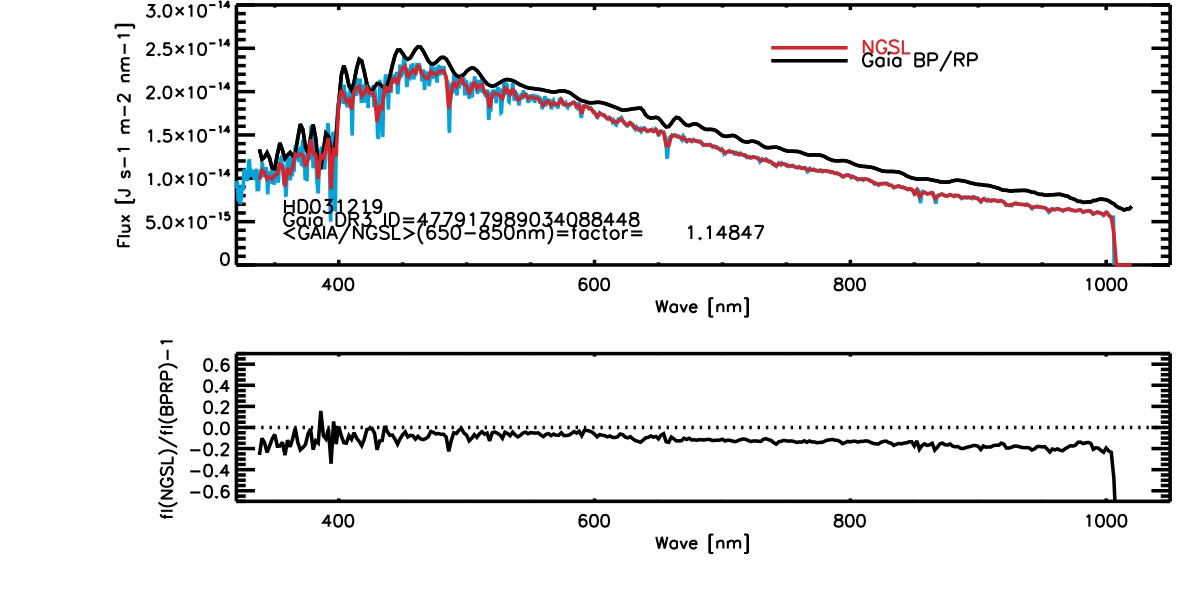 3.0×10⁻¹⁴
2.5×10⁻¹⁴
2.0×10⁻¹⁴
1.5×10⁻¹⁴
1.0×10⁻¹⁴
5.0×10⁻¹⁵
0
Flux [J s−1 m−2 nm−1]
NGSL
Gaia BP/RP
HD031219
Gaia DR3 ID=4779179890340884​48
<GAIA/NGSL>(650−850nm)=factor= 1.14847
400 600 800 1000
Wave [nm]
fl(NGSL)/fl(BPRP)−1
0.6
0.4
0.2
0.0
−0.2
−0.4
−0.6
400 600 800 1000
Wave [nm]